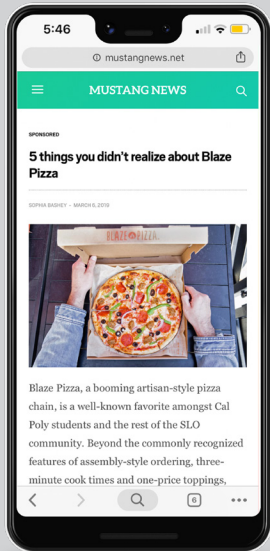 5:46
mustangnews.net
MUSTANG NEWS
SPONSORED
5 things you didn't realize about Blaze
Pizza
SOPHIA BASHEY - MARCH 6, 2018
BLAZE PIZZA.
Blaze Pizza, a booming artisan-style pizza
chain, is a well-known favorite amongst Cal
Poly students and the rest of the SLO
community. Beyond the commonly recognized
features of assembly-style ordering, three-
minute cook times and one-price toppings,
6